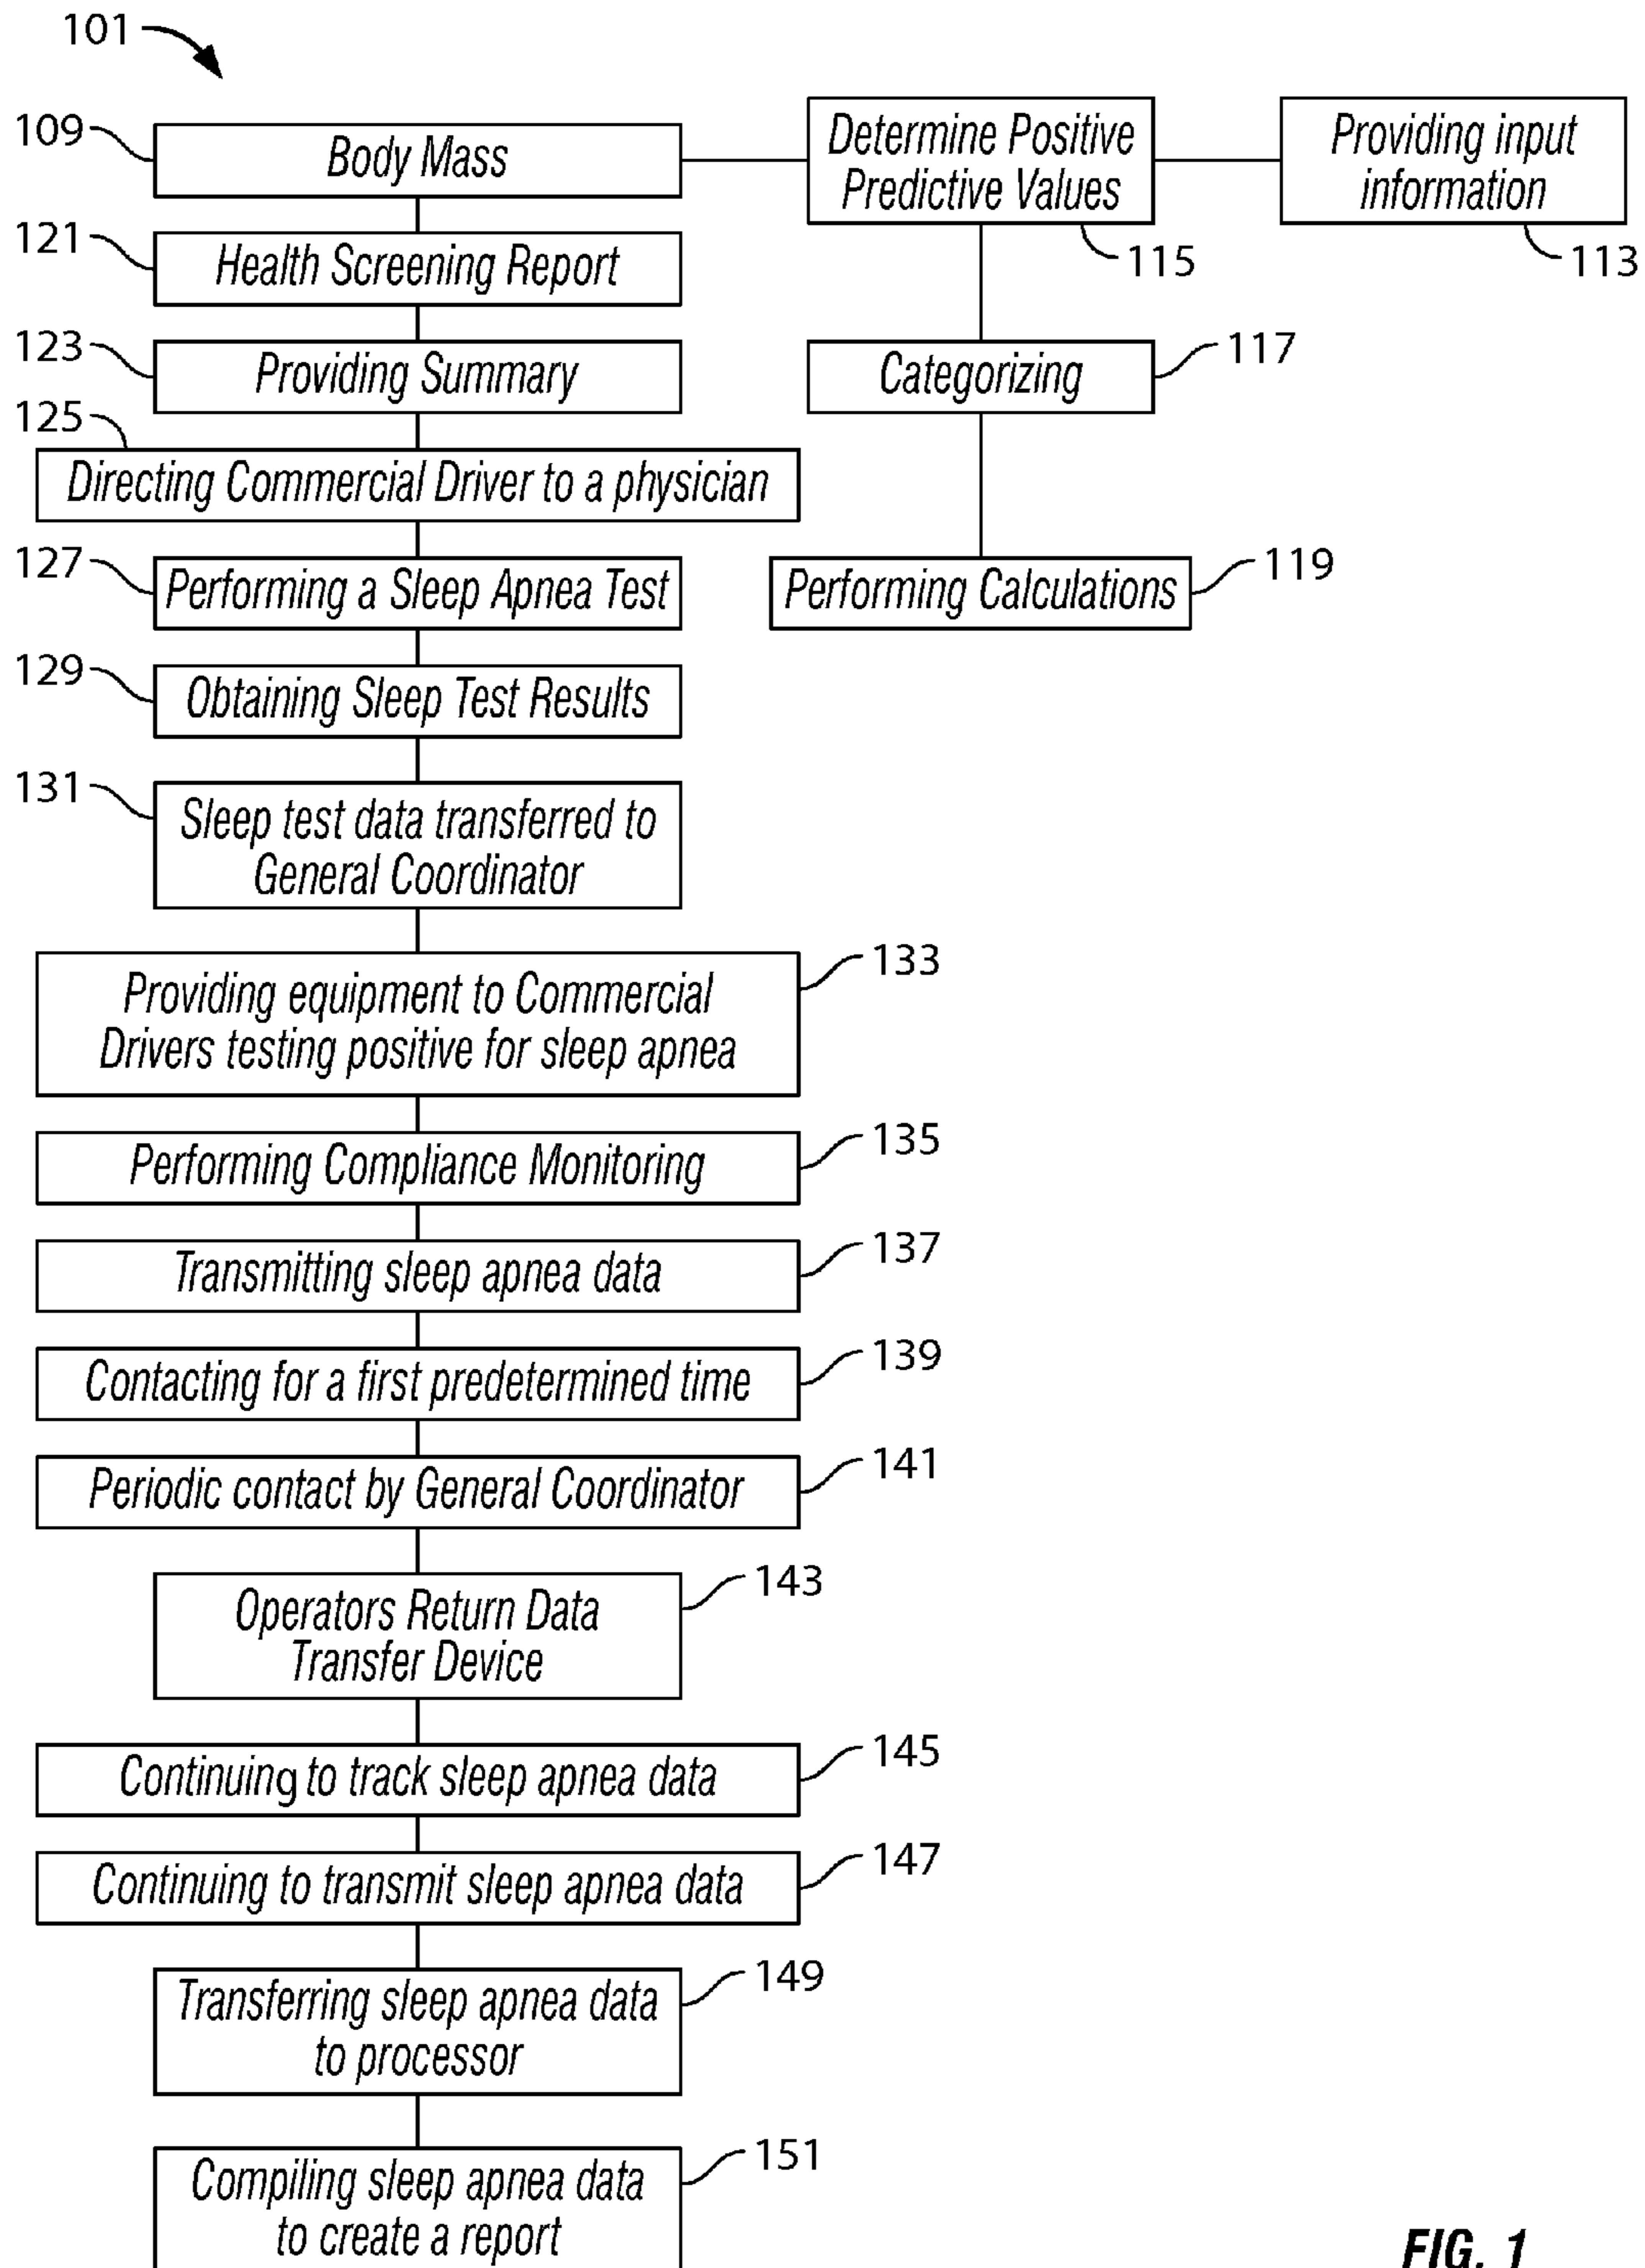 101
109
Body Mass
Determine Positive
Predictive Values
115
Providing input
information
113
121
Health Screening Report
123
Providing Summary
Categorizing
117
125
Directing Commercial Driver to a physician
127
Performing a Sleep Apnea Test
Performing Calculations
119
129
Obtaining Sleep Test Results
131
Sleep test data transferred to
General Coordinator
133
Providing equipment to Commercial
Drivers testing positive for sleep apnea
135
Performing Compliance Monitoring
137
Transmitting sleep apnea data
139
Contacting for a first predetermined time
141
Periodic contact by General Coordinator
143
Operators Return Data
Transfer Device
145
Continuing to track sleep apnea data
147
Continuing to transmit sleep apnea data
149
Transferring sleep apnea data
to processor
151
Compiling sleep apnea data
to create a report
FIG. 1